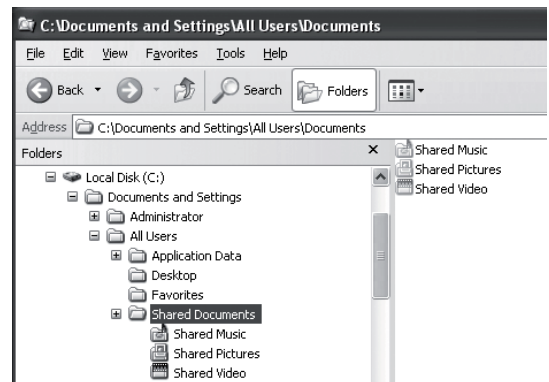 C:\Documents and Settings\All Users\Documents
File Edit View Favorites Tools Help
Back Search Folders
Address C:\Documents and Settings\All Users\Documents
Folders
Local Disk (C:)
Documents and Settings
Administrator
All Users
Application Data
Desktop
Favorites
Shared Documents
Shared Music
Shared Pictures
Shared Video
Shared Music
Shared Pictures
Shared Video